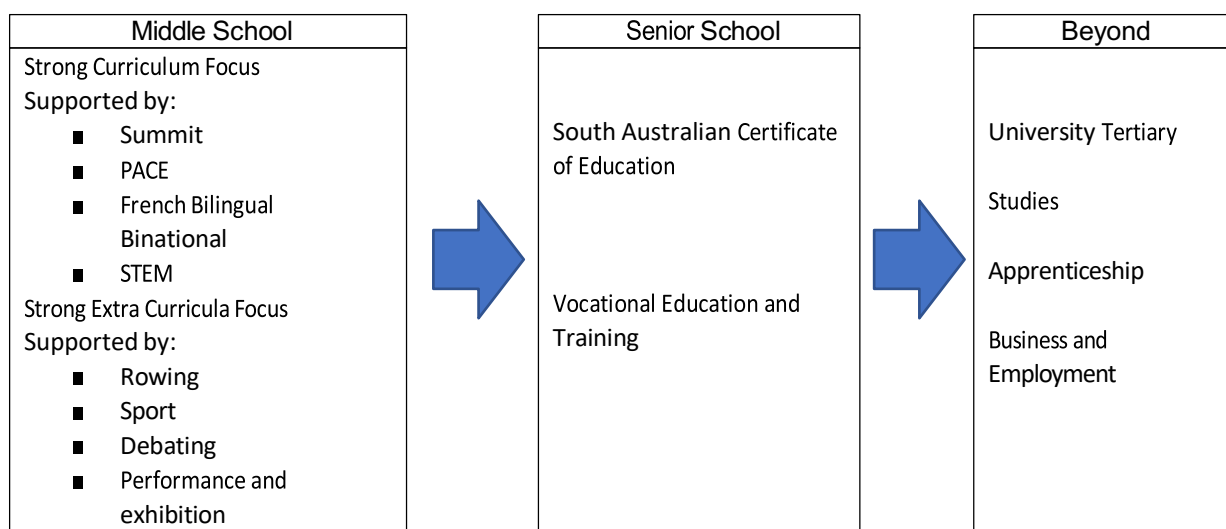 Middle School
Strong Curriculum Focus
Supported by:
■ Summit
■ PACE
■ French Bilingual
Binational
■ STEM
Strong Extra Curricula Focus
Supported by:
■ Rowing
■ Sport
■ Debating
■ Performance and
exhibition
Senior School
South Australian Certificate
of Education
Vocational Education and
Training
Beyond
University Tertiary
Studies
Apprenticeship
Business and
Employment